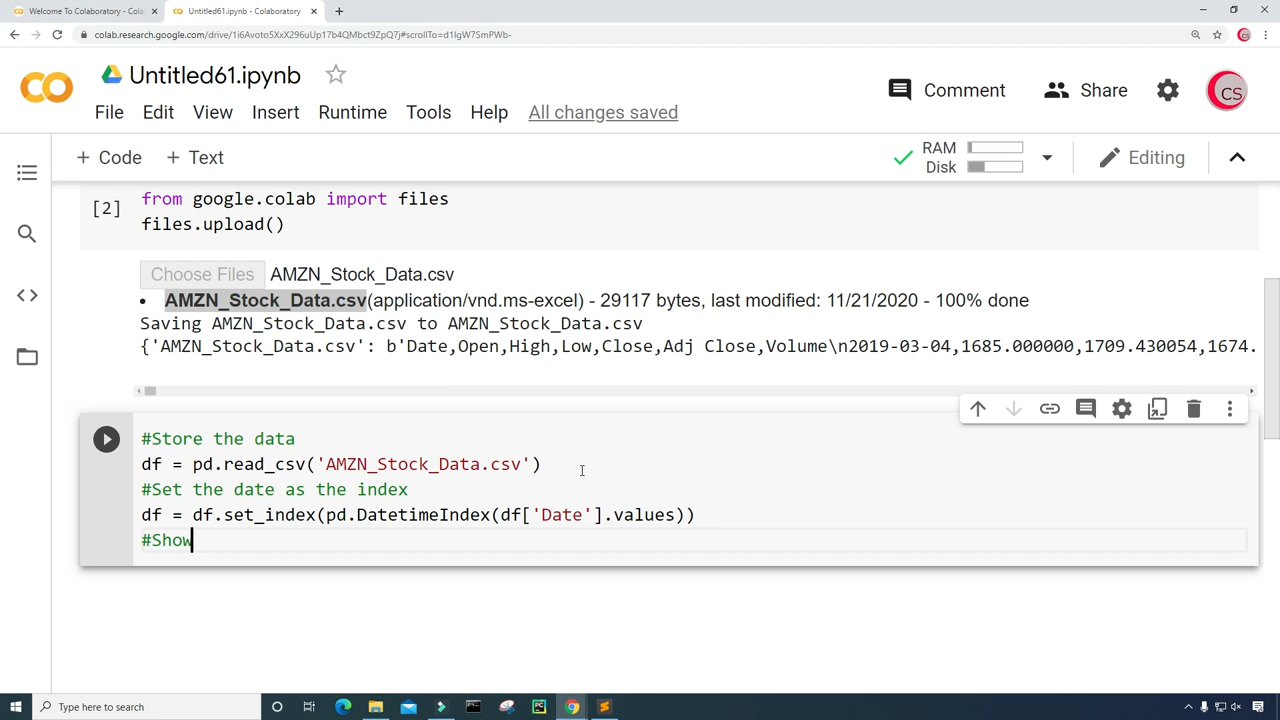 Welcome To Colaboratory - Colal
Untitled61.ipynb - Colaboratory
colab.research.google.com/drive/1i6Avoto5XxX296uUp17b4QMbct9ZpQ7j#scrollTo=d1IgW7SmPWb-
Untitled61.ipynb
File Edit View Insert Runtime Tools Help All changes saved
Comment Share CS
+ Code + Text
RAM
Disk
Editing
[2]
from google.colab import files
files.upload()
Choose Files AMZN_Stock_Data.csv
• AMZN_Stock_Data.csv(application/vnd.ms-excel) - 29117 bytes, last modified: 11/21/2020 - 100% done
Saving AMZN_Stock_Data.csv to AMZN_Stock_Data.csv
{'AMZN_Stock_Data.csv': b'Date,Open,High,Low,Close,Adj Close,Volume\n2019-03-04,1685.000000,1709.430054,1674.
#Store the data
df = pd.read_csv('AMZN_Stock_Data.csv')
#Set the date as the index
df = df.set_index(pd.DatetimeIndex(df['Date'].values))
#Show
Type here to search